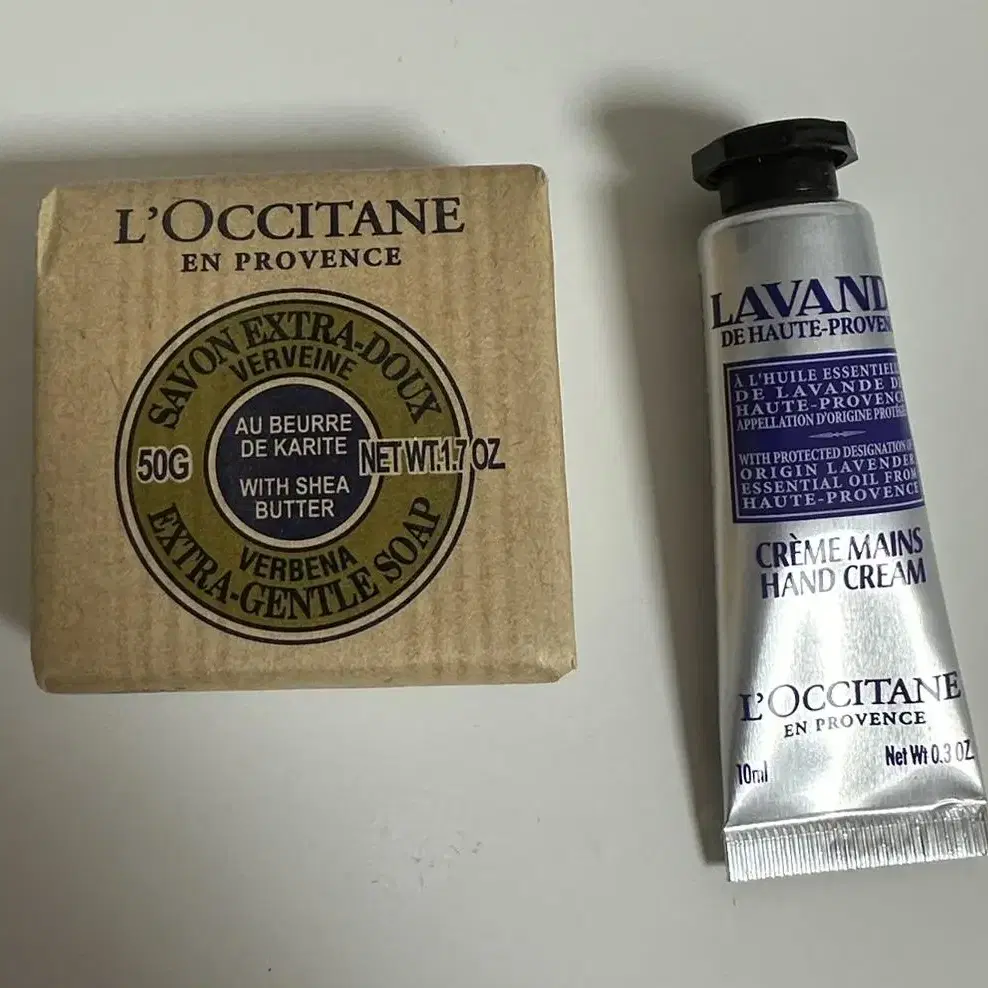 L'OCCITANE
EN PROVENCE
SAVON EXTRA-DOUX
VERVEINE
AU BEURRE
DE KARITE
50G
NET WT.1.7 OZ
WITH SHEA
BUTTER
VERBENA
EXTRA-GENTLE SOAP
LAVAND
DE HAUTE-PROVEN
À L'HUILE ESSENTIEL
DE LAVANDE D
HAUTE-PROVENC
APPELLATION D'ORIGINE PROTÉG
WITH PROTECTED DESIGNATION O
ORIGIN LAVENDER
ESSENTIAL OIL FROM
HAUTE-PROVENCE
CRÈME MAINS
HAND CREAM
L'OCCITANE
EN PROVENCE
10ml
Net Wt 0.3 OZ